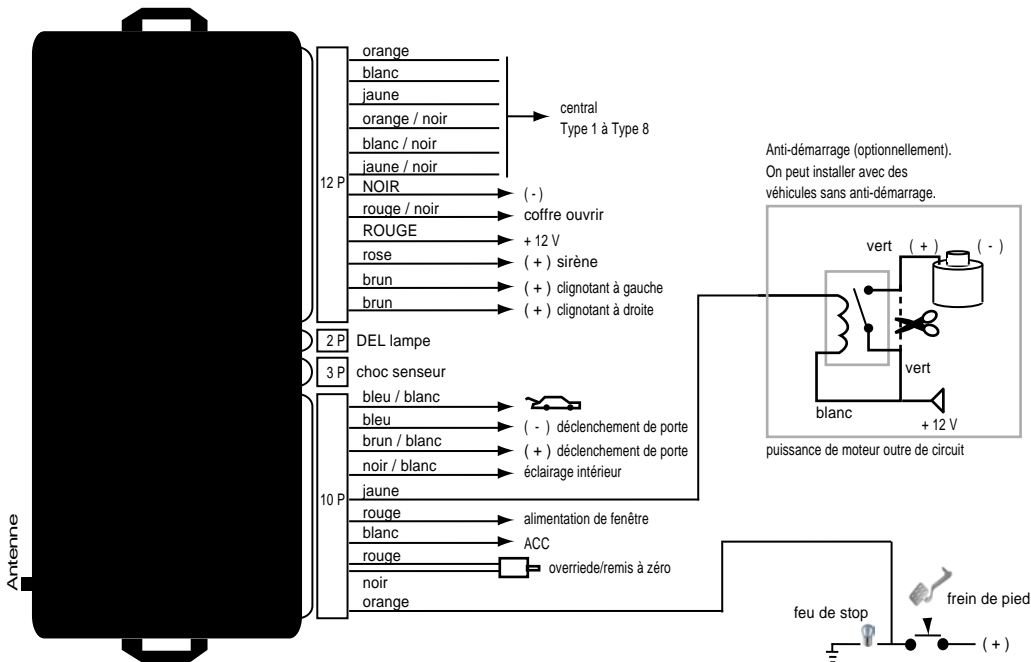 orange
blanc
jaune
orange / noir
blanc / noir
jaune / noir
NOIR
rouge / noir
ROUGE
rose
brun
brun
12 P
central
Type 1 à Type 8
( - )
coffre ouvrir
+ 12 V
( + ) sirène
( + ) clignotant à gauche
( + ) clignotant à droite
2 P
DEL lampe
3 P
choc senseur
bleu / blanc
bleu
brun / blanc
noir / blanc
jaune
rouge
blanc
rouge
noir
orange
10 P
( - ) déclenchement de porte
( + ) déclenchement de porte
éclairage intérieur
alimentation de fenêtre
ACC
overriede/remis à zéro
Antenne
Anti-démarrage (optionnellement).
On peut installer avec des
véhicules sans anti-démarrage.
vert ( + ) ( - )
vert
blanc
+ 12 V
puissance de moteur outre de circuit
feu de stop
frein de pied
( + )